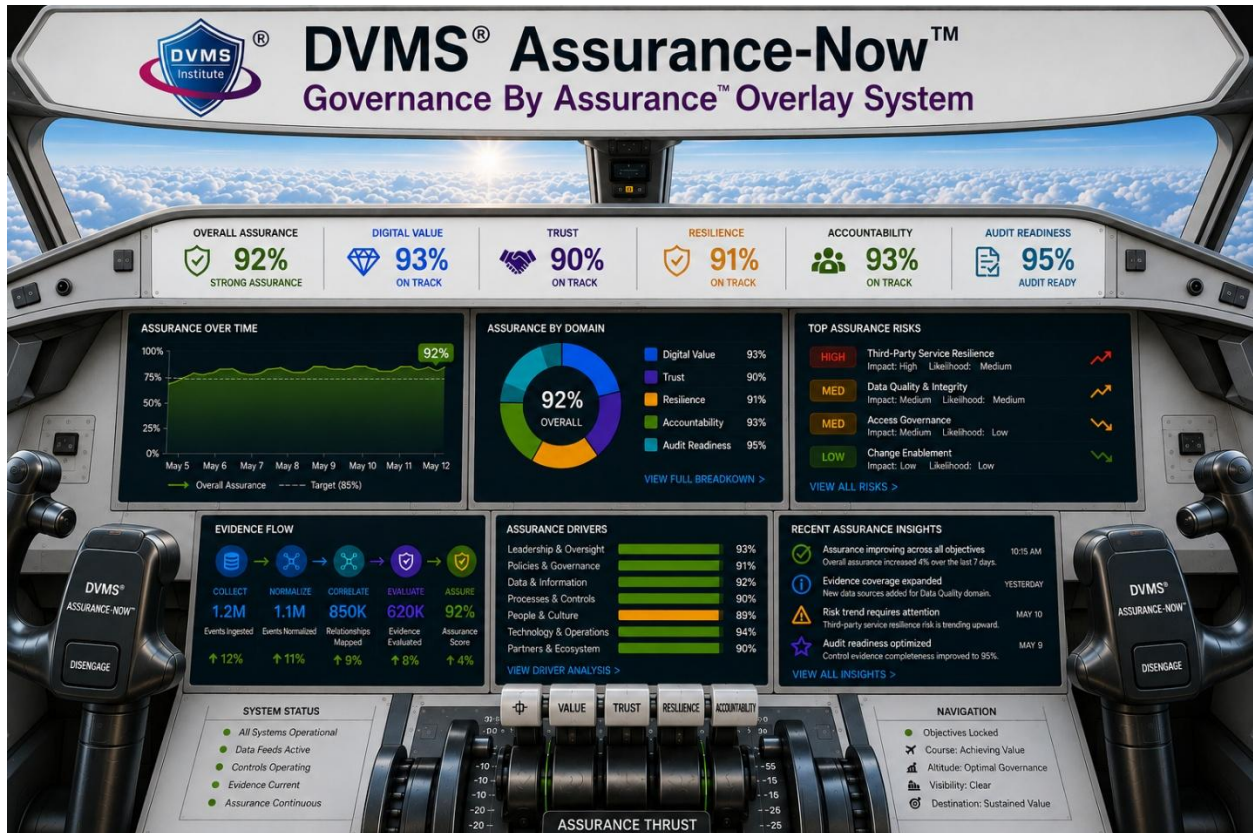 DVMS
Institute
®
DVMS® Assurance-Now™
Governance By Assurance™ Overlay System
OVERALL ASSURANCE
92%
STRONG ASSURANCE
DIGITAL VALUE
93%
ON TRACK
TRUST
90%
ON TRACK
RESILIENCE
91%
ON TRACK
ACCOUNTABILITY
93%
ON TRACK
AUDIT READINESS
95%
AUDIT READY
ASSURANCE OVER TIME
92%
100%
75%
50%
25%
0%
May 5 May 6 May 7 May 8 May 9 May 10 May 11 May 12
Overall Assurance ---- Target (85%)
ASSURANCE BY DOMAIN
92%
OVERALL
Digital Value 93%
Trust 90%
Resilience 91%
Accountability 93%
Audit Readiness 95%
VIEW FULL BREADKOWN >
TOP ASSURANCE RISKS
HIGH Third-Party Service Resilience
Impact: High Likelihood: Medium
MED Data Quality & Integrity
Impact: Medium Likelihood: Medium
MED Access Governance
Impact: Medium Likelihood: Low
LOW Change Enablement
Impact: Low Likelihood: Low
VIEW ALL RISKS >
EVIDENCE FLOW
COLLECT NORMALIZE CORRELATE EVALUATE ASSURE
1.2M 1.1M 850K 620K 92%
Events Ingested Events Normalized Relationships Evidence Assurance
Mapped Evaluated Score
↑ 12% ↑ 11% ↑ 9% ↑ 8% ↑ 4%
ASSURANCE DRIVERS
Leadership & Oversight 93%
Policies & Governance 91%
Data & Information 92%
Processes & Controls 90%
People & Culture 89%
Technology & Operations 94%
Partners & Ecosystem 90%
VIEW DRIVER ANALYSIS >
RECENT ASSURANCE INSIGHTS
Assurance improving across all objectives 10:15 AM
Overall assurance increased 4% over the last 7 days.
Evidence coverage expanded YESTERDAY
New data sources added for Data Quality domain.
Risk trend requires attention MAY 10
Third-party service resilience risk is trending upward.
Audit readiness optimized MAY 9
Control evidence completeness improved to 95%.
VIEW ALL INSIGHTS >
DVMS®
ASSURANCE-NOW™
DISENGAGE
DVMS®
ASSURANCE-NOW™
DISENGAGE
SYSTEM STATUS
All Systems Operational
Data Feeds Active
Controls Operating
Evidence Current
Assurance Continuous
VALUE TRUST RESLUENCE ACCOUNTABILITY
-10 -55
-10 -15
-20 -26
-20 -25
ASSURANCE THRUST
NAVIGATION
Objectives Locked
Course: Achieving Value
Altitude: Optimal Governance
Visibility: Clear
Destination: Sustained Value